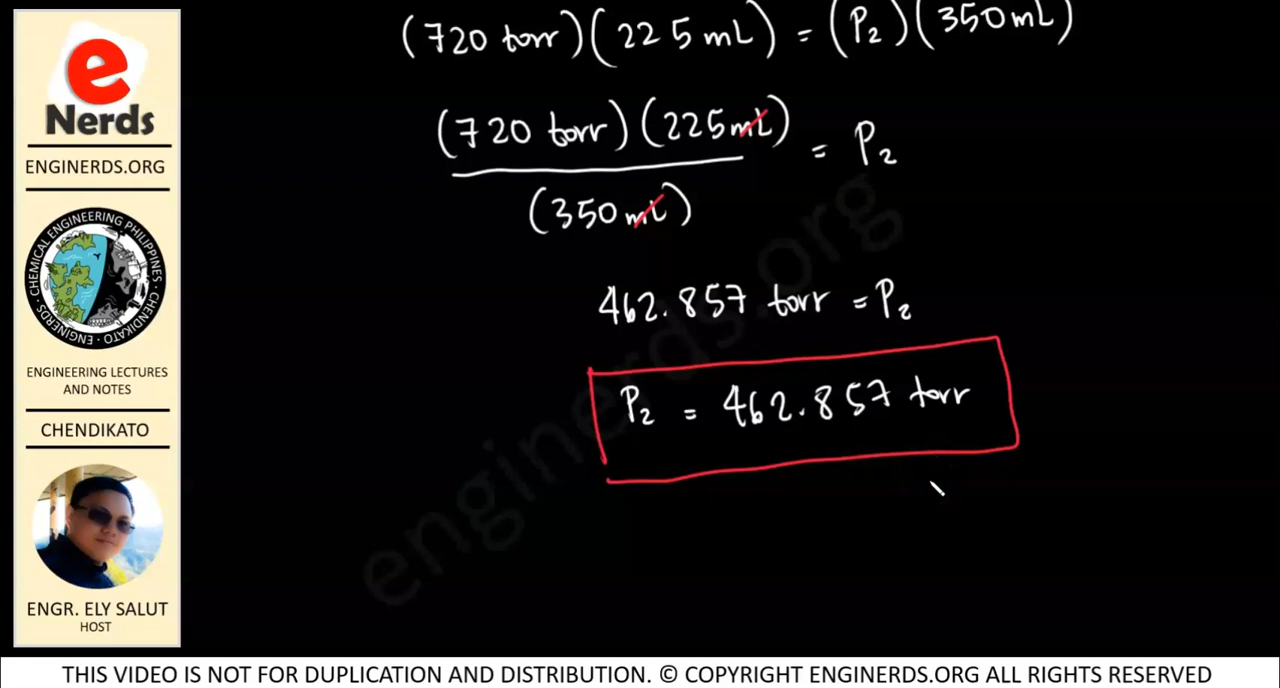 e
Nerds
ENGINERDS.ORG
CHEMICAL ENGINEERING PHILIPPINES · CHENDIKATO · ENGINERDS ·
ENGINEERING LECTURES
AND NOTES
CHENDIKATO
ENGR. ELY SALUT
HOST
(720 torr)(225 mL) = (P₂)(350 mL)
(720 torr)(225 mL)
= P₂
(350 mL)
462.857 torr = P₂
P₂ = 462.857 torr
enginerds.org
THIS VIDEO IS NOT FOR DUPLICATION AND DISTRIBUTION. © COPYRIGHT ENGINERDS.ORG ALL RIGHTS RESERVED